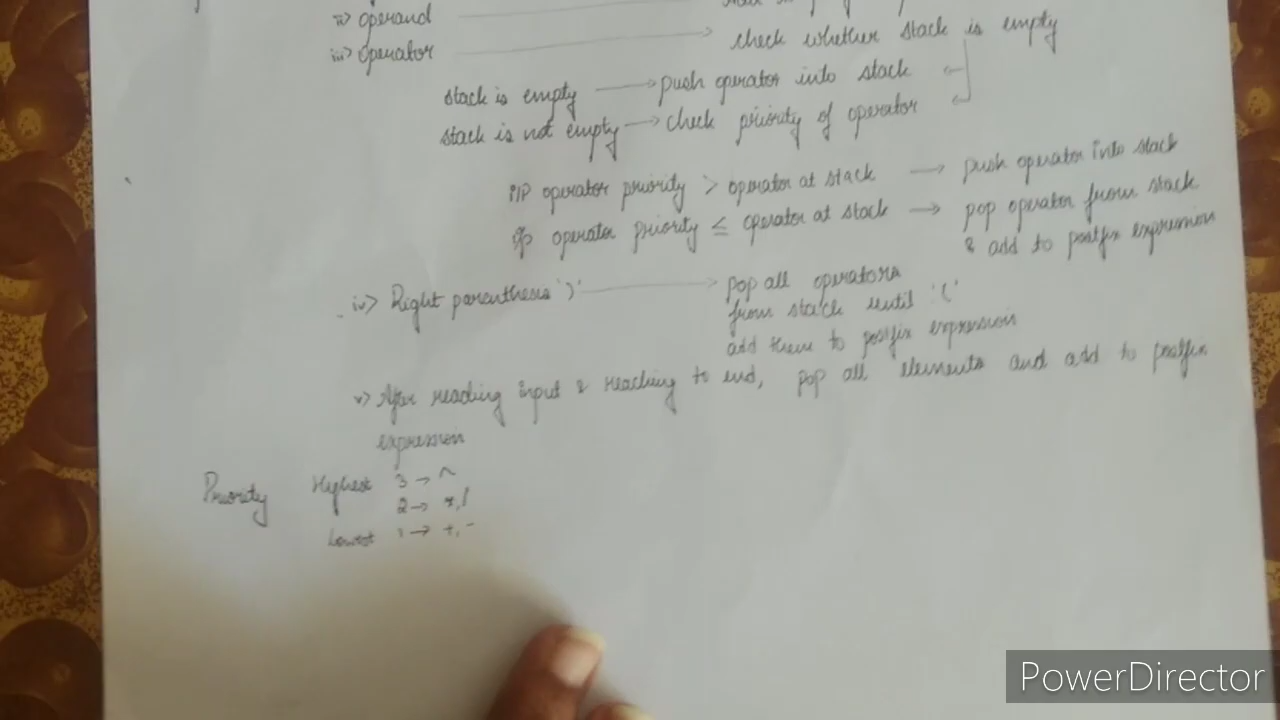 ii> operand
iii> operator → check whether stack is empty
stack is empty → push operator into stack
stack is not empty → check priority of operator
i/p operator priority > operator at stack → push operator into stack
i/p operator priority ≤ operator at stack → pop operator from stack
& add to postfix expression
iv> Right parenthesis ')' → pop all operators
from stack until '('
add them to postfix expression
v> After reading input & reaching to end, pop all elements and add to postfix
expression
Priority Highest 3 → ^
2 → *, /
Lowest 1 → +, -
PowerDirector